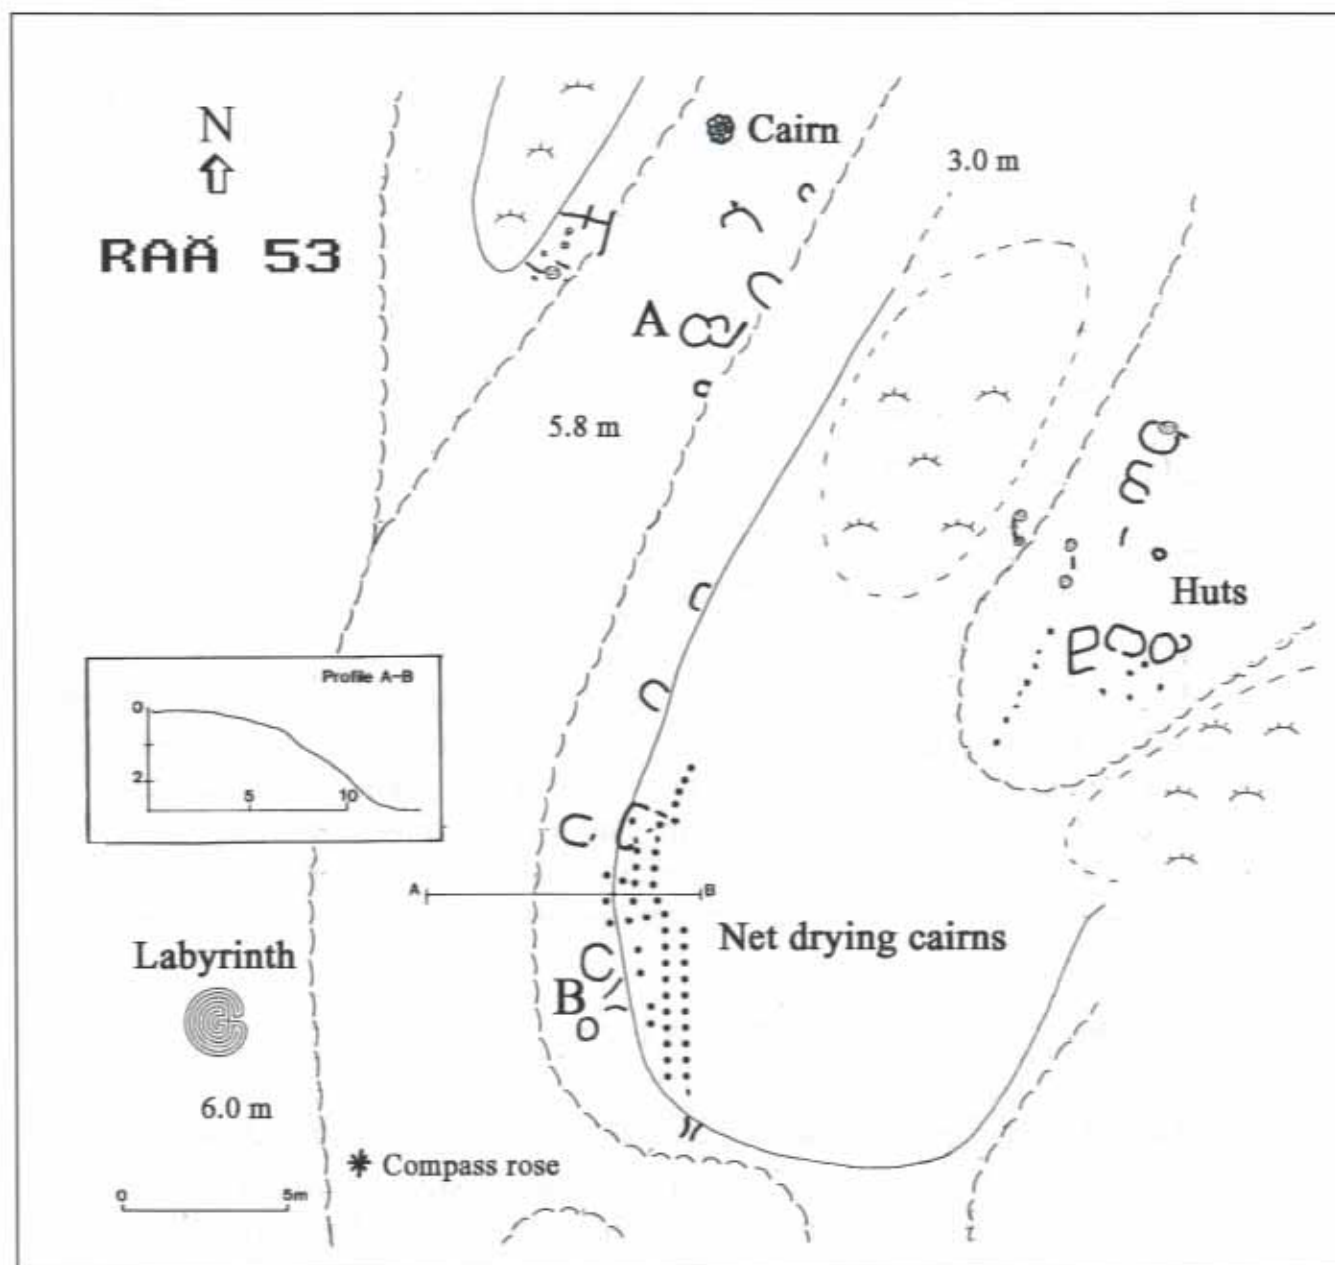 N
Cairn
3.0 m
RAÄ 53
A
5.8 m
Huts
Profile A-B
0
2
5
10
A
B
Net drying cairns
Labyrinth
B
6.0 m
Compass rose
0
5m